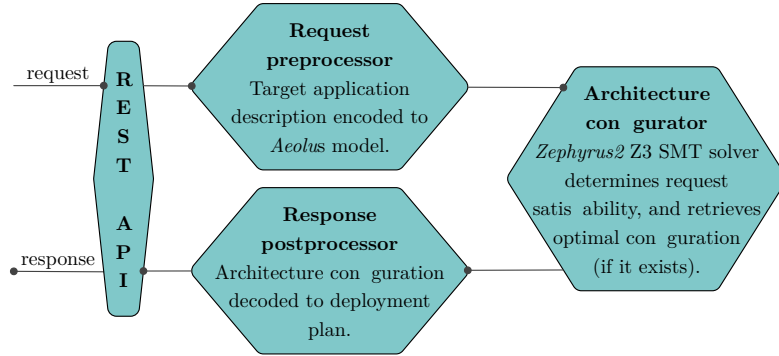 request
response
R
E
S
T
A
P
I
Request
preprocessor
Target application
description encoded to
Aeolus model.
Response
postprocessor
Architecture con guration
decoded to deployment
plan.
Architecture
con gurator
Zephyrus2 Z3 SMT solver
determines request
satis ability, and retrieves
optimal con guration
(if it exists).